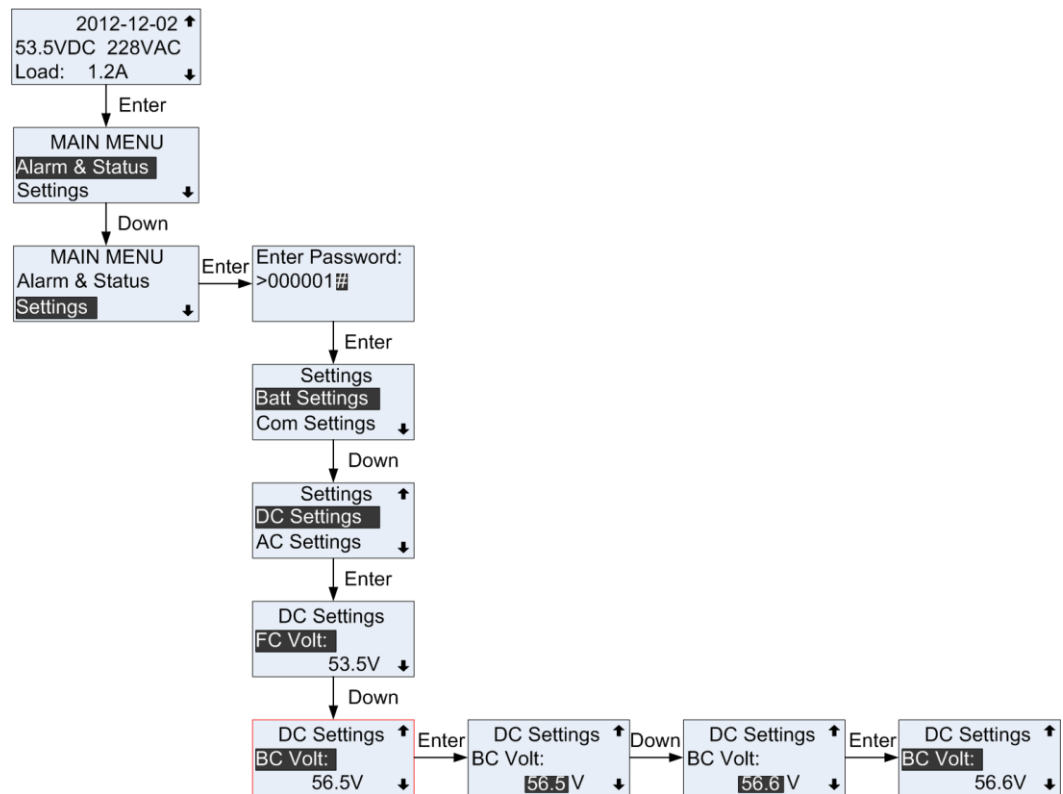 2012-12-02
53.5VDC 228VAC
Load: 1.2A
Enter
MAIN MENU
Alarm & Status
Settings
Down
MAIN MENU
Alarm & Status
Settings
Enter
Enter Password:
>000001#
Enter
Settings
Batt Settings
Com Settings
Down
Settings
DC Settings
AC Settings
Enter
DC Settings
FC Volt:
53.5V
Down
DC Settings
BC Volt:
56.5V
Enter
DC Settings
BC Volt:
56.5 V
Down
DC Settings
BC Volt:
56.6 V
Enter
DC Settings
BC Volt:
56.6V